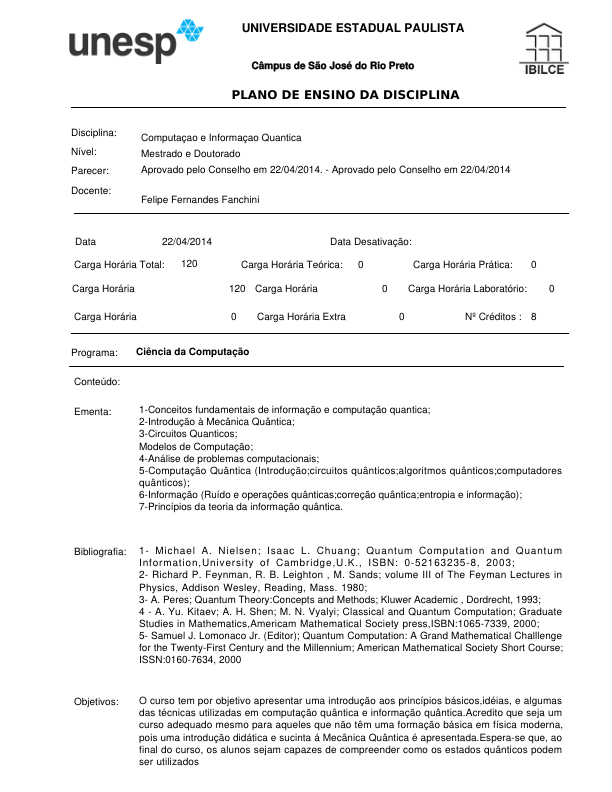 unesp
UNIVERSIDADE ESTADUAL PAULISTA
Câmpus de São José do Rio Preto
IBILCE
PLANO DE ENSINO DA DISCIPLINA
Disciplina: Computaçao e Informaçao Quantica
Nível: Mestrado e Doutorado
Parecer: Aprovado pelo Conselho em 22/04/2014. - Aprovado pelo Conselho em 22/04/2014
Docente: Felipe Fernandes Fanchini
Data 22/04/2014 Data Desativação:
Carga Horária Total: 120 Carga Horária Teórica: 0 Carga Horária Prática: 0
Carga Horária 120 Carga Horária 0 Carga Horária Laboratório: 0
Carga Horária 0 Carga Horária Extra 0 Nº Créditos : 8
Programa: Ciência da Computação
Conteúdo:
Ementa: 1-Conceitos fundamentais de informação e computação quantica;
2-Introdução à Mecânica Quântica;
3-Circuitos Quanticos;
Modelos de Computação;
4-Análise de problemas computacionais;
5-Computação Quântica (Introdução;circuitos quânticos;algoritmos quânticos;computadores
quânticos);
6-Informação (Ruído e operações quânticas;correção quântica;entropia e informação);
7-Princípios da teoria da informação quântica.
Bibliografia: 1- Michael A. Nielsen; Isaac L. Chuang; Quantum Computation and Quantum
Information,University of Cambridge,U.K., ISBN: 0-52163235-8, 2003;
2- Richard P. Feynman, R. B. Leighton , M. Sands; volume III of The Feyman Lectures in
Physics, Addison Wesley, Reading, Mass. 1980;
3- A. Peres; Quantum Theory:Concepts and Methods; Kluwer Academic , Dordrecht, 1993;
4 - A. Yu. Kitaev; A. H. Shen; M. N. Vyalyi; Classical and Quantum Computation; Graduate
Studies in Mathematics,Americam Mathematical Society press,ISBN:1065-7339, 2000;
5- Samuel J. Lomonaco Jr. (Editor); Quantum Computation: A Grand Mathematical Challlenge
for the Twenty-First Century and the Millennium; American Mathematical Society Short Course;
ISSN:0160-7634, 2000
Objetivos: O curso tem por objetivo apresentar uma introdução aos princípios básicos,idéias, e algumas
das técnicas utilizadas em computação quântica e informação quântica.Acredito que seja um
curso adequado mesmo para aqueles que não têm uma formação básica em física moderna,
pois uma introdução didática e sucinta á Mecânica Quântica é apresentada.Espera-se que, ao
final do curso, os alunos sejam capazes de compreender como os estados quânticos podem
ser utilizados